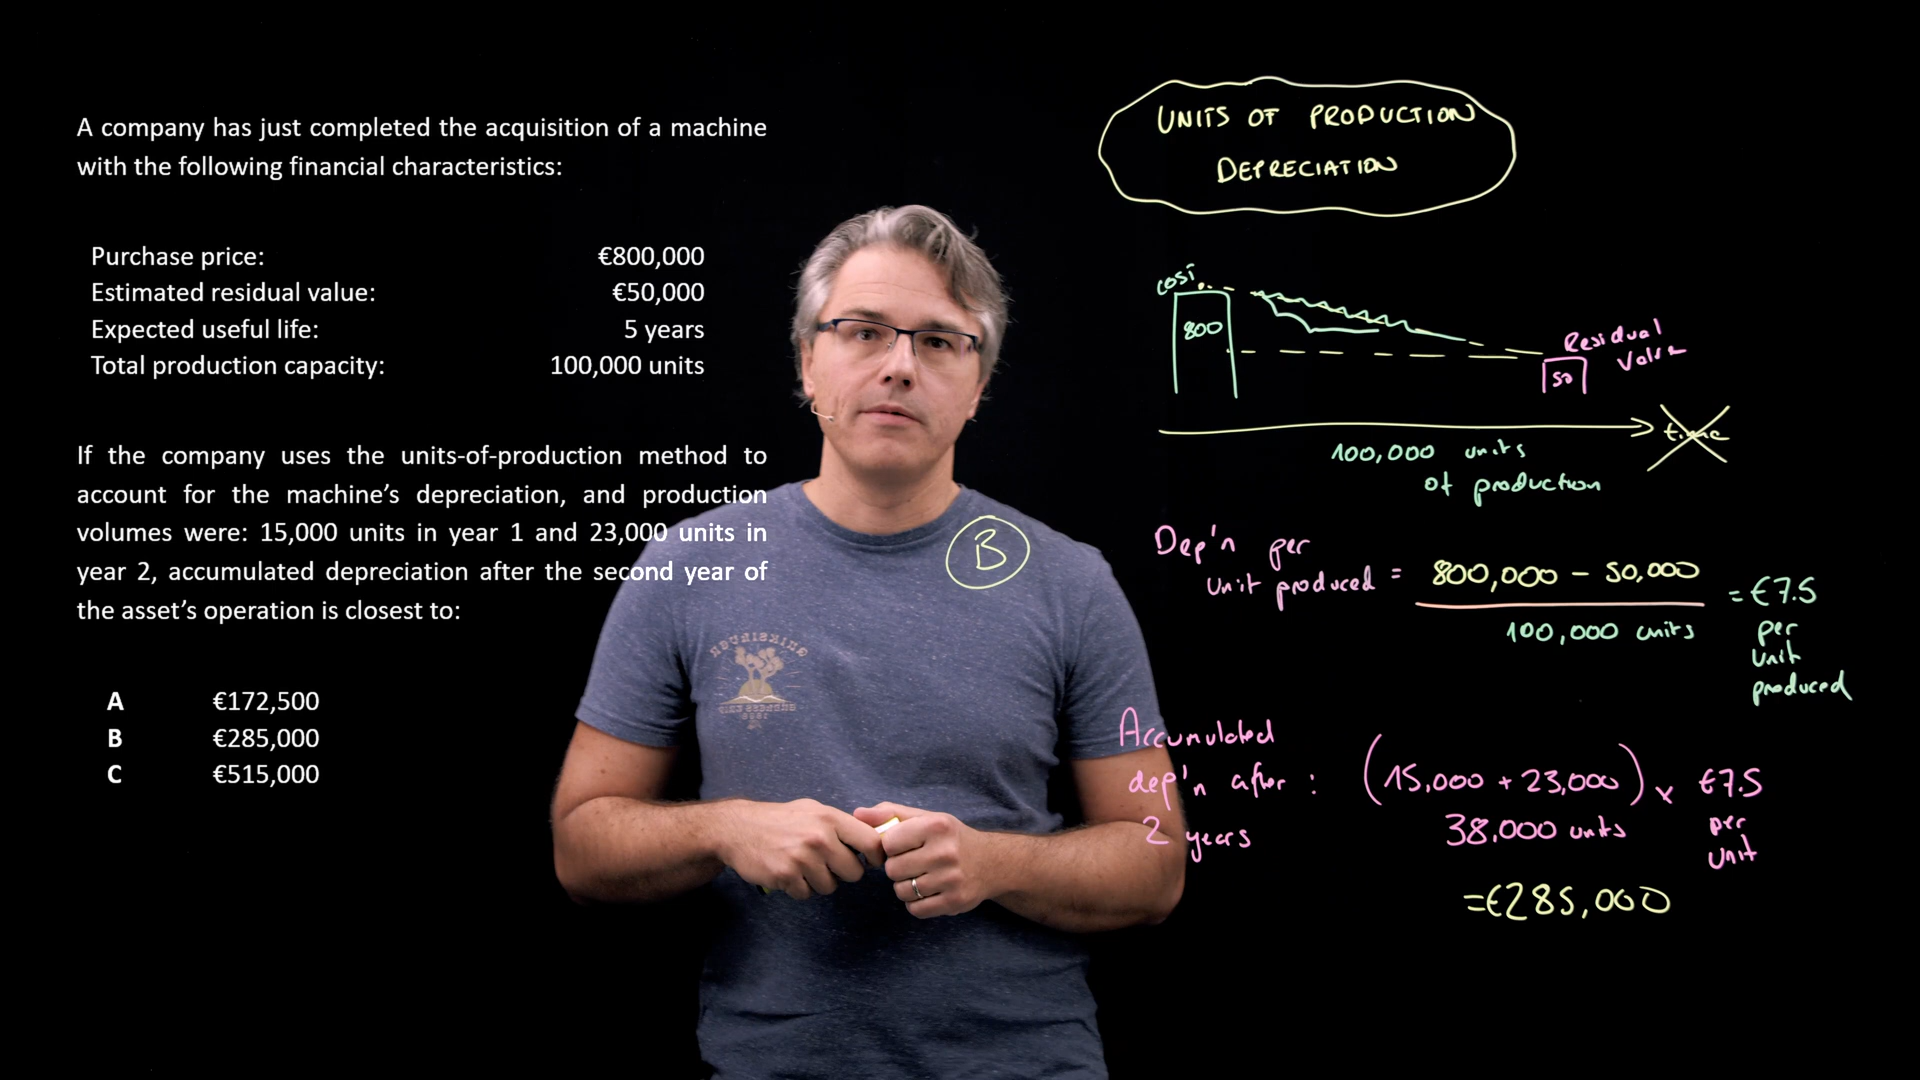 A company has just completed the acquisition of a machine
with the following financial characteristics:
Purchase price: €800,000
Estimated residual value: €50,000
Expected useful life: 5 years
Total production capacity: 100,000 units
If the company uses the units-of-production method to
account for the machine's depreciation, and production
volumes were: 15,000 units in year 1 and 23,000 units in
year 2, accumulated depreciation after the second year of
the asset's operation is closest to:
A €172,500
B €285,000
C €515,000
B
UNITS OF PRODUCTION
DEPRECIATION
cost
800
Residual
Value
50
time
100,000 units
of production
Dep'n per
Unit produced = 800,000 - 50,000
100,000 units
= €7.5
per
unit
produced
Accumulated
dep'n after :
2 years
(15,000 + 23,000) x €7.5
38,000 units
per
unit
=€285,000